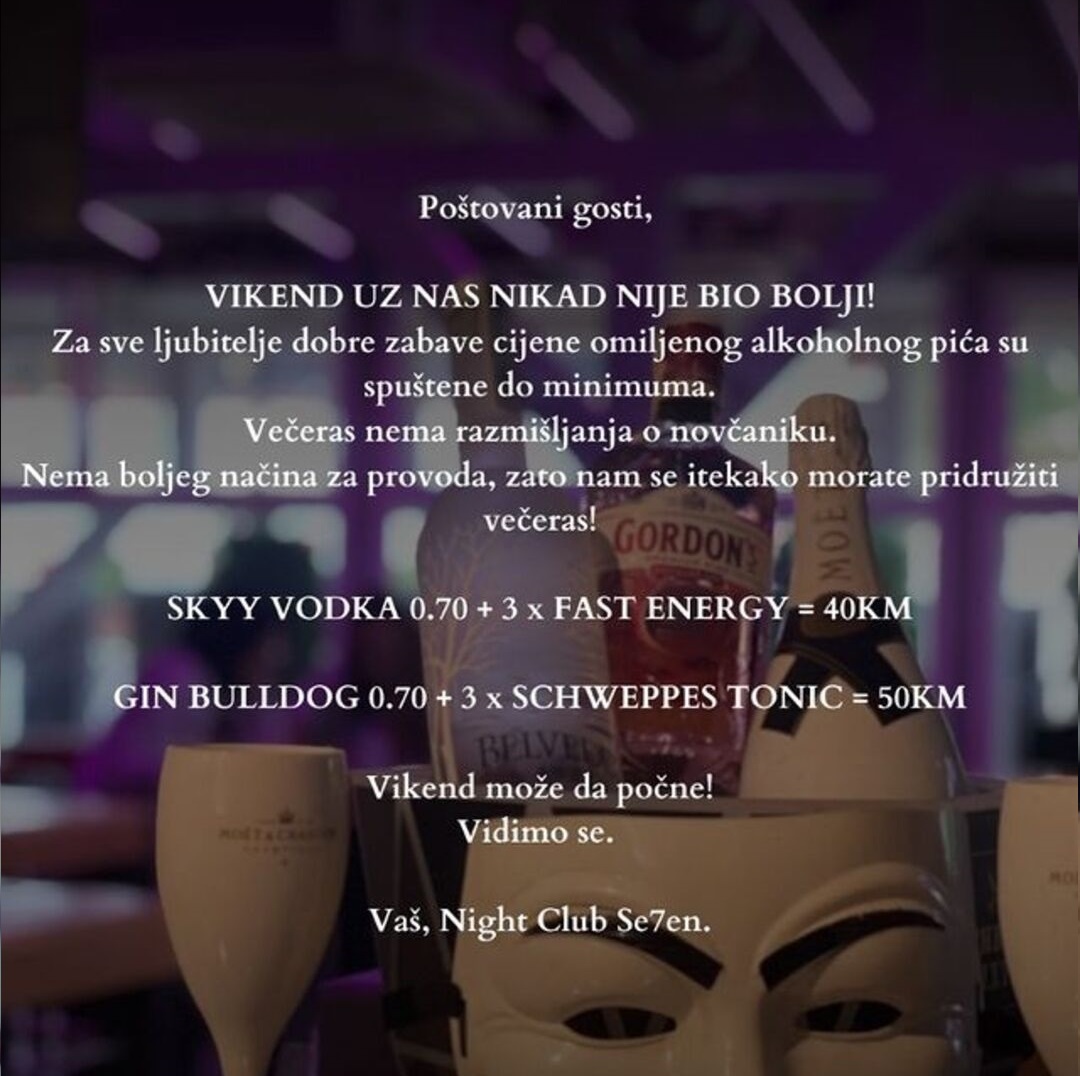 Poštovani gosti,
VIKEND UZ NAS NIKAD NIJE BIO BOLJI!
Za sve ljubitelje dobre zabave cijene omiljenog alkoholnog pića su
spuštene do minimuma.
Večeras nema razmišljanja o novčaniku.
Nema boljeg načina za provoda, zato nam se itekako morate pridružiti
večeras!
GORDON'S
MOËT
SKYY VODKA 0.70 + 3 x FAST ENERGY = 40KM
GIN BULLDOG 0.70 + 3 x SCHWEPPES TONIC = 50KM
Vikend može da počne!
Vidimo se.
MOËT & CHANDON
Vaš, Night Club Se7en.